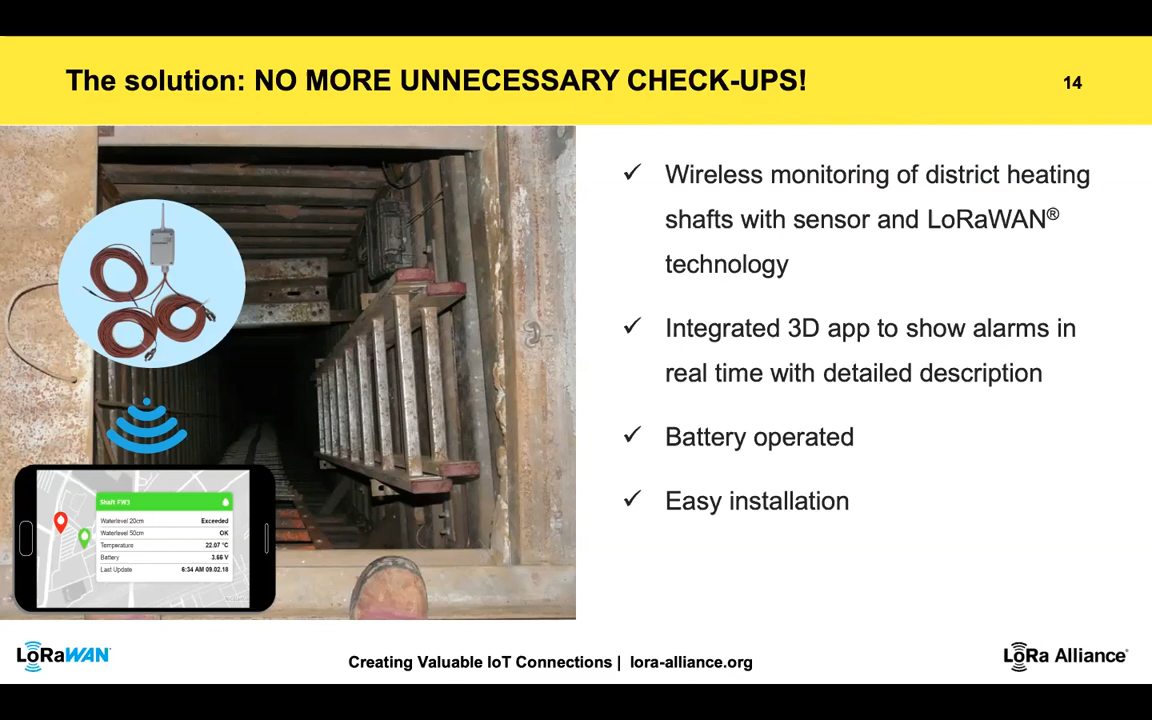 The solution: NO MORE UNNECESSARY CHECK-UPS!
14
Wireless monitoring of district heating
shafts with sensor and LoRaWAN®
technology
Integrated 3D app to show alarms in
real time with detailed description
Battery operated
Easy installation
Shaft FW3
Waterlevel 20cm Exceeded
Waterlevel 50cm OK
Temperature 22.07 °C
Battery 3.66 V
Last Update 6:34 AM 09.02.18
LoRaWAN
Creating Valuable IoT Connections | lora-alliance.org
LoRa Alliance®